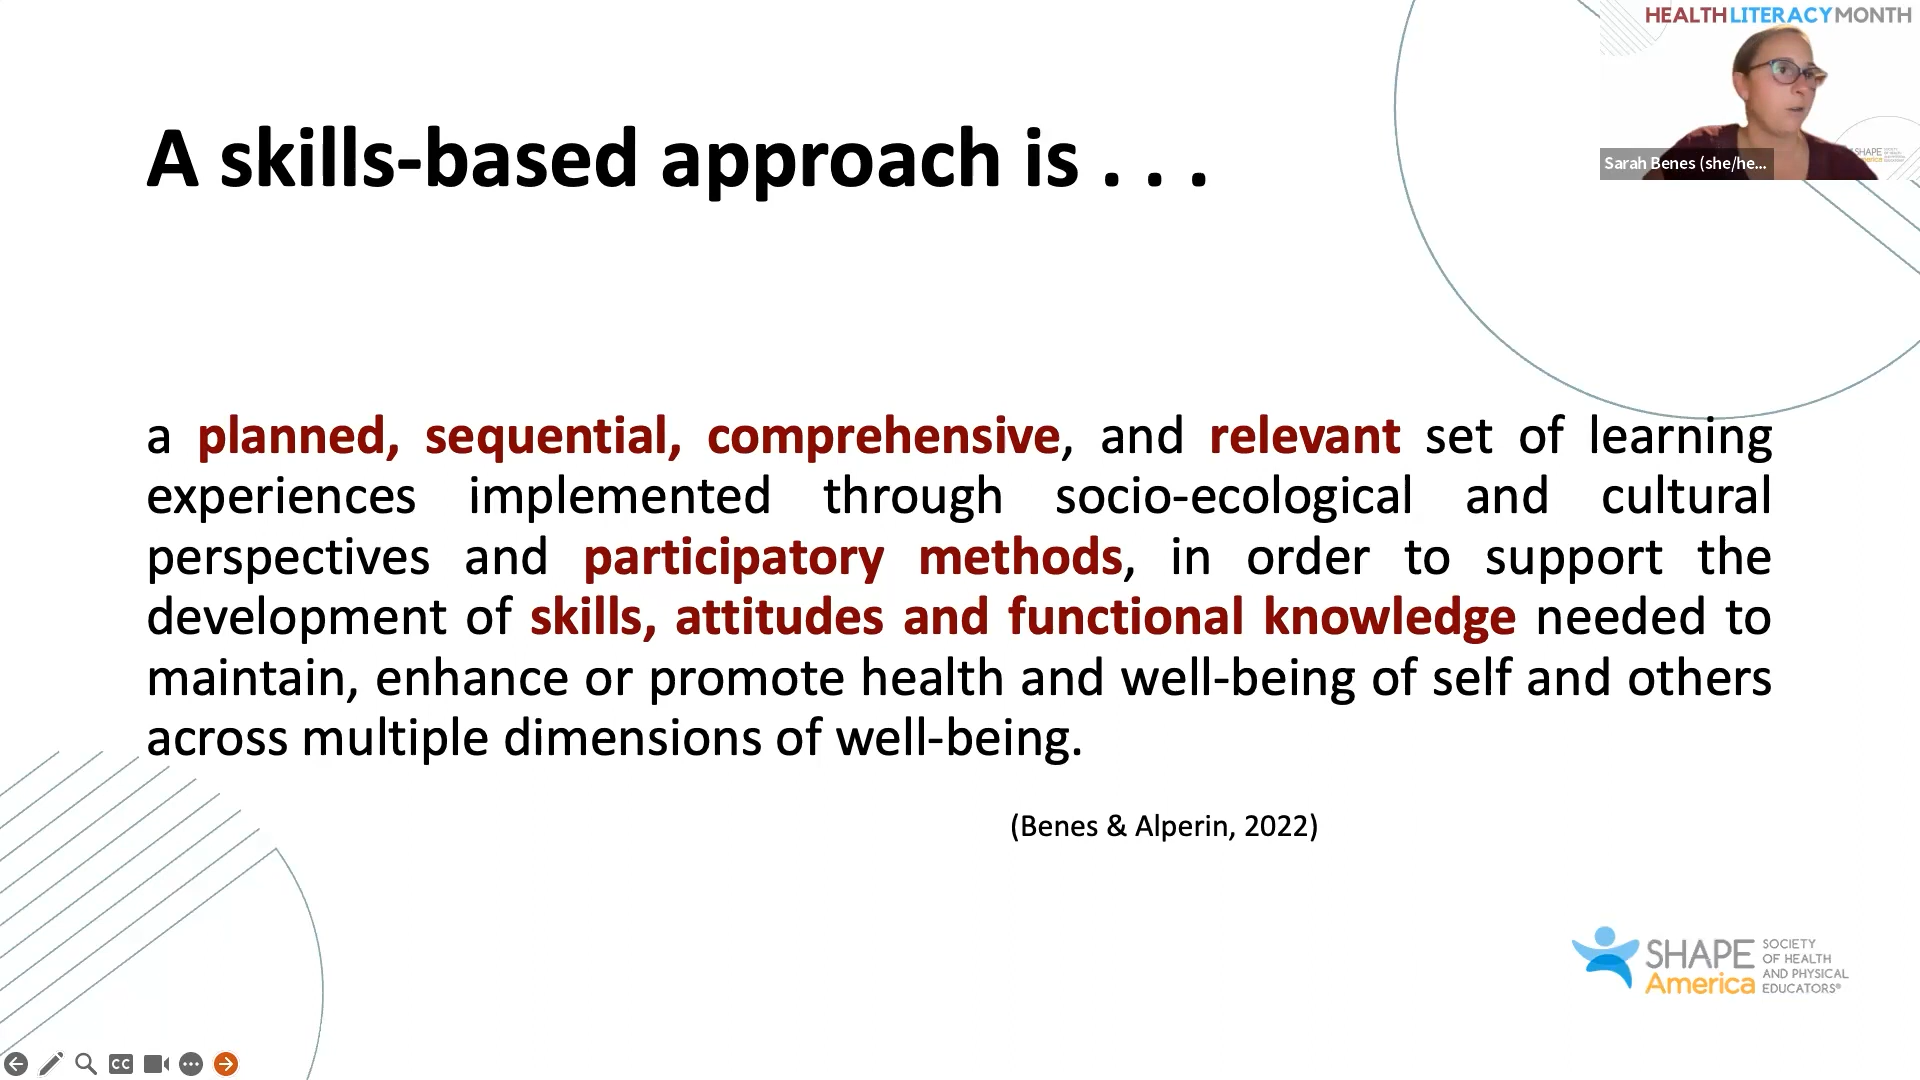 HEALTHLITERACYMONTH
Sarah Benes (she/he...
A skills-based approach is . . .
a planned, sequential, comprehensive, and relevant set of learning
experiences implemented through socio-ecological and cultural
perspectives and participatory methods, in order to support the
development of skills, attitudes and functional knowledge needed to
maintain, enhance or promote health and well-being of self and others
across multiple dimensions of well-being.
(Benes & Alperin, 2022)
SHAPE
America
SOCIETY
OF HEALTH
AND PHYSICAL
EDUCATORS®
CC